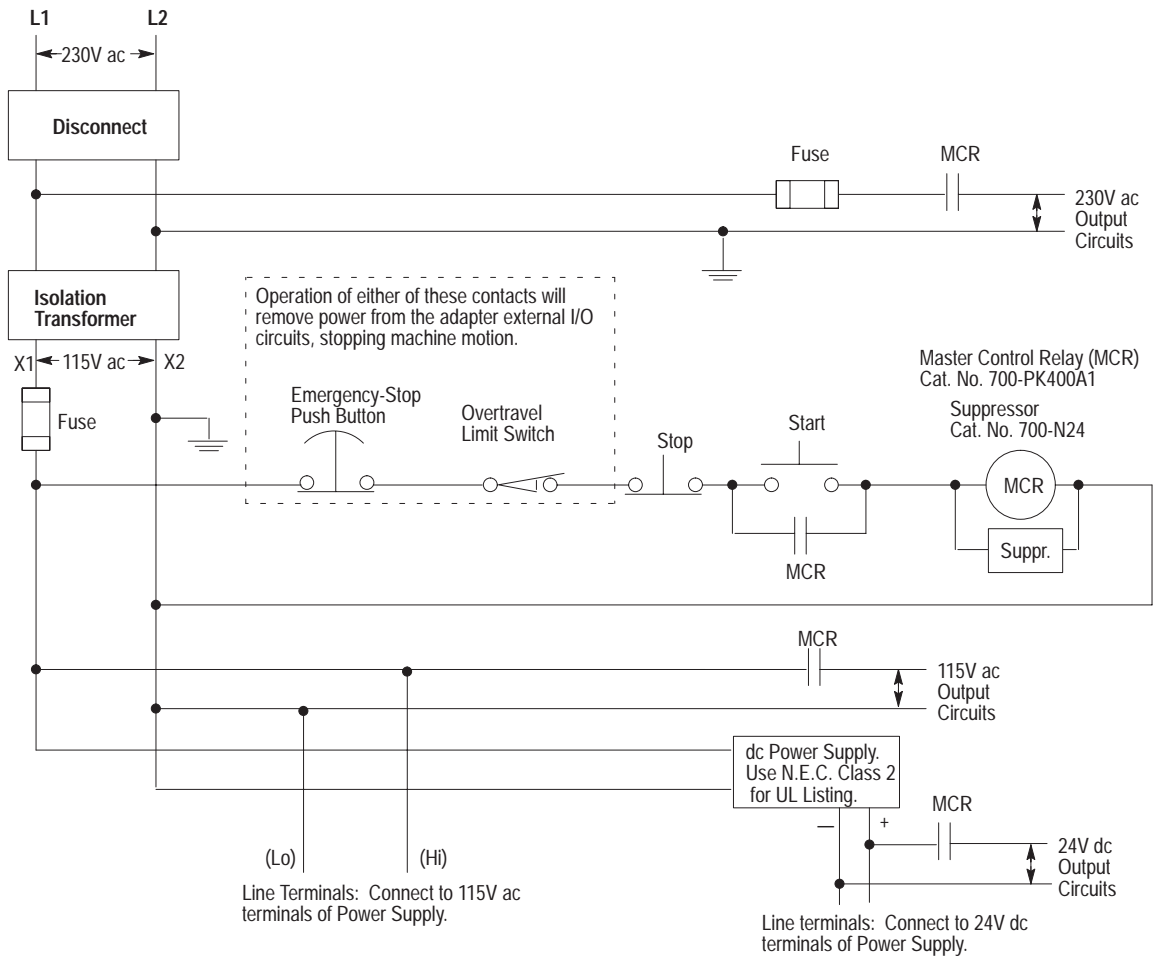 L1
L2
230V ac
Disconnect
Fuse
MCR
230V ac
Output
Circuits
Isolation
Transformer
Operation of either of these contacts will
remove power from the adapter external I/O
circuits, stopping machine motion.
X1
115V ac
X2
Fuse
Emergency-Stop
Push Button
Overtravel
Limit Switch
Stop
Start
Master Control Relay (MCR)
Cat. No. 700-PK400A1
Suppressor
Cat. No. 700-N24
MCR
Suppr.
MCR
MCR
115V ac
Output
Circuits
dc Power Supply.
Use N.E.C. Class 2
for UL Listing.
MCR
— +
24V dc
Output
Circuits
(Lo)
(Hi)
Line Terminals: Connect to 115V ac
terminals of Power Supply.
Line terminals: Connect to 24V dc
terminals of Power Supply.